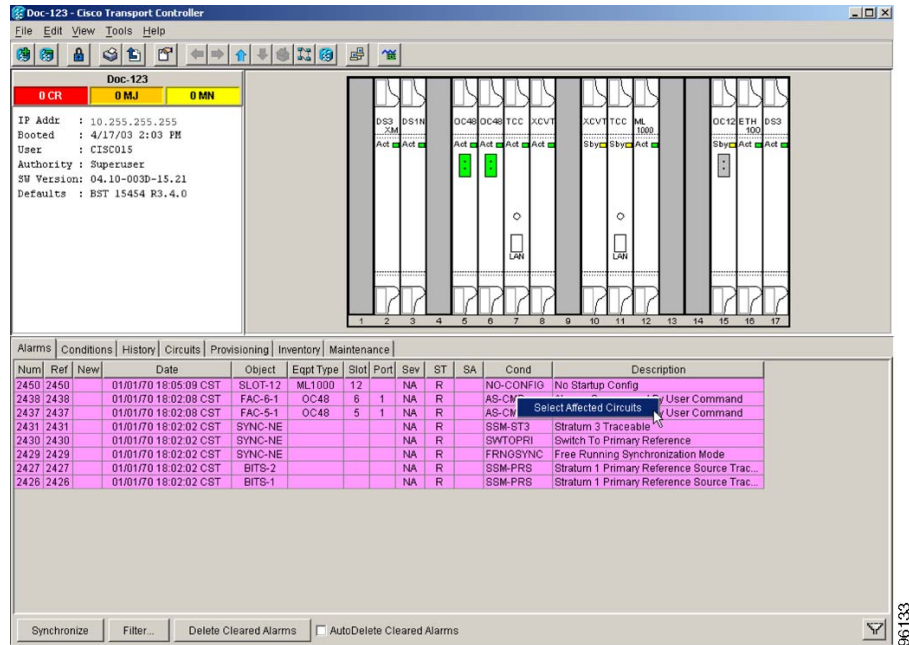 Doc-123 - Cisco Transport Controller
File Edit View Tools Help
Doc-123
0 CR 0 MJ 0 MN
IP Addr : 10.255.255.255
Booted : 4/17/03 2:03 PM
User : CISCO15
Authority : Superuser
SW Version: 04.10-003D-15.21
Defaults : BST 15454 R3.4.0
DS3 XM DS1N OC48 OC48 TCC XCVT XCVT TCC ML 1000 OC12 ETH 100 DS3
Act Act Act Act Act Act Sby Sby Act Sby Act Act
LAN LAN
1 2 3 4 5 6 7 8 9 10 11 12 13 14 15 16 17
Alarms Conditions History Circuits Provisioning Inventory Maintenance
Num Ref New Date Object Eqpt Type Slot Port Sev ST SA Cond Description
2450 2450 01/01/70 18:05:09 CST SLOT-12 ML1000 12 NA R NO-CONFIG No Startup Config
2438 2438 01/01/70 18:02:08 CST FAC-6-1 OC48 6 1 NA R By User Command
2437 2437 01/01/70 18:02:08 CST FAC-5-1 OC48 5 1 NA R AS-CM User Command
Select Affected Circuits
2431 2431 01/01/70 18:02:02 CST SYNC-NE NA R SSM-ST3 Stratum 3 Traceable
2430 2430 01/01/70 18:02:02 CST SYNC-NE NA R SWTOPRI Switch To Primary Reference
2429 2429 01/01/70 18:02:02 CST SYNC-NE NA R FRNGSYNC Free Running Synchronization Mode
2427 2427 01/01/70 18:02:02 CST BITS-2 NA R SSM-PRS Stratum 1 Primary Reference Source Trac...
2426 2426 01/01/70 18:02:02 CST BITS-1 NA R SSM-PRS Stratum 1 Primary Reference Source Trac...
Synchronize Filter... Delete Cleared Alarms AutoDelete Cleared Alarms
96133